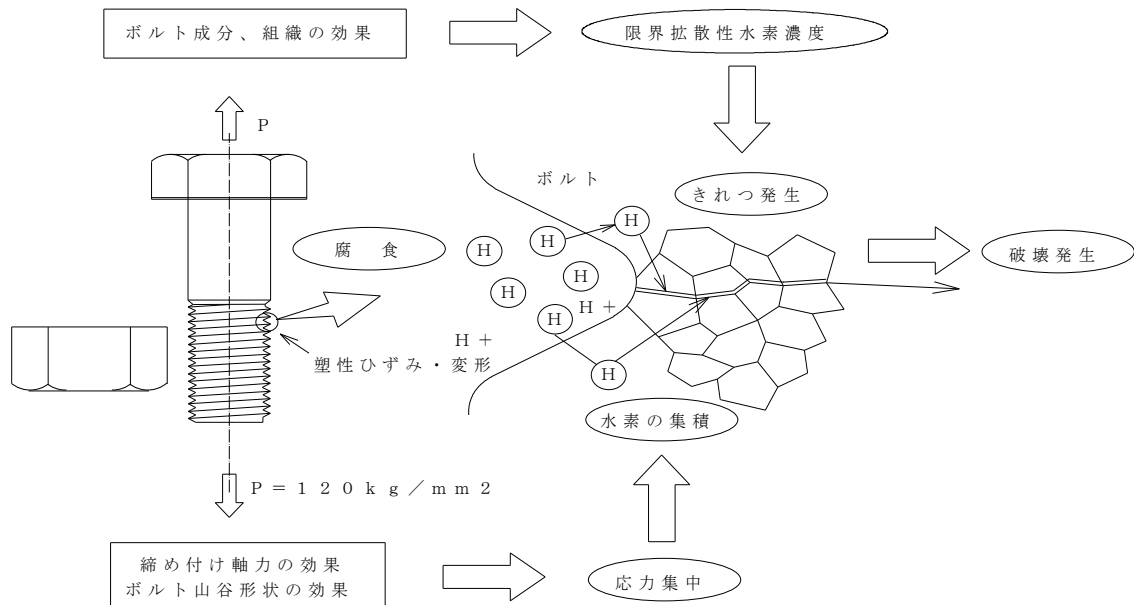 ボルト成分、組織の効果
限界拡散性水素濃度
P
ボルト
きれつ発生
H
H
腐 食
H
H
破壊発生
H
H
H+
H+
塑性ひずみ・変形
H
水素の集積
P=120kg/mm2
締め付け軸力の効果
ボルト山谷形状の効果
応力集中